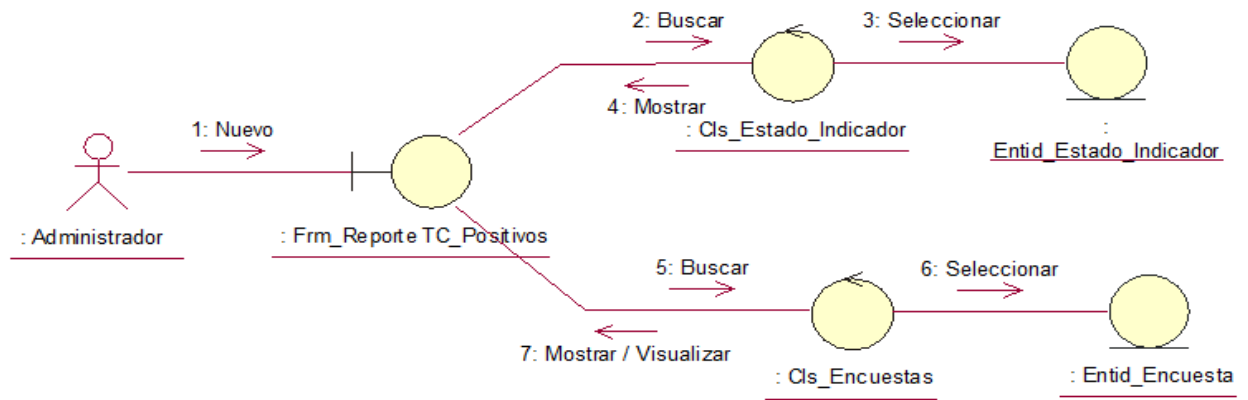 2: Buscar
3: Seleccionar
4: Mostrar
: Cls_Estado_Indicador
:
Entid_Estado_Indicador
1: Nuevo
: Administrador
: Frm_Reporte TC_Positivos
5: Buscar
6: Seleccionar
7: Mostrar / Visualizar
: Cls_Encuestas
: Entid_Encuesta